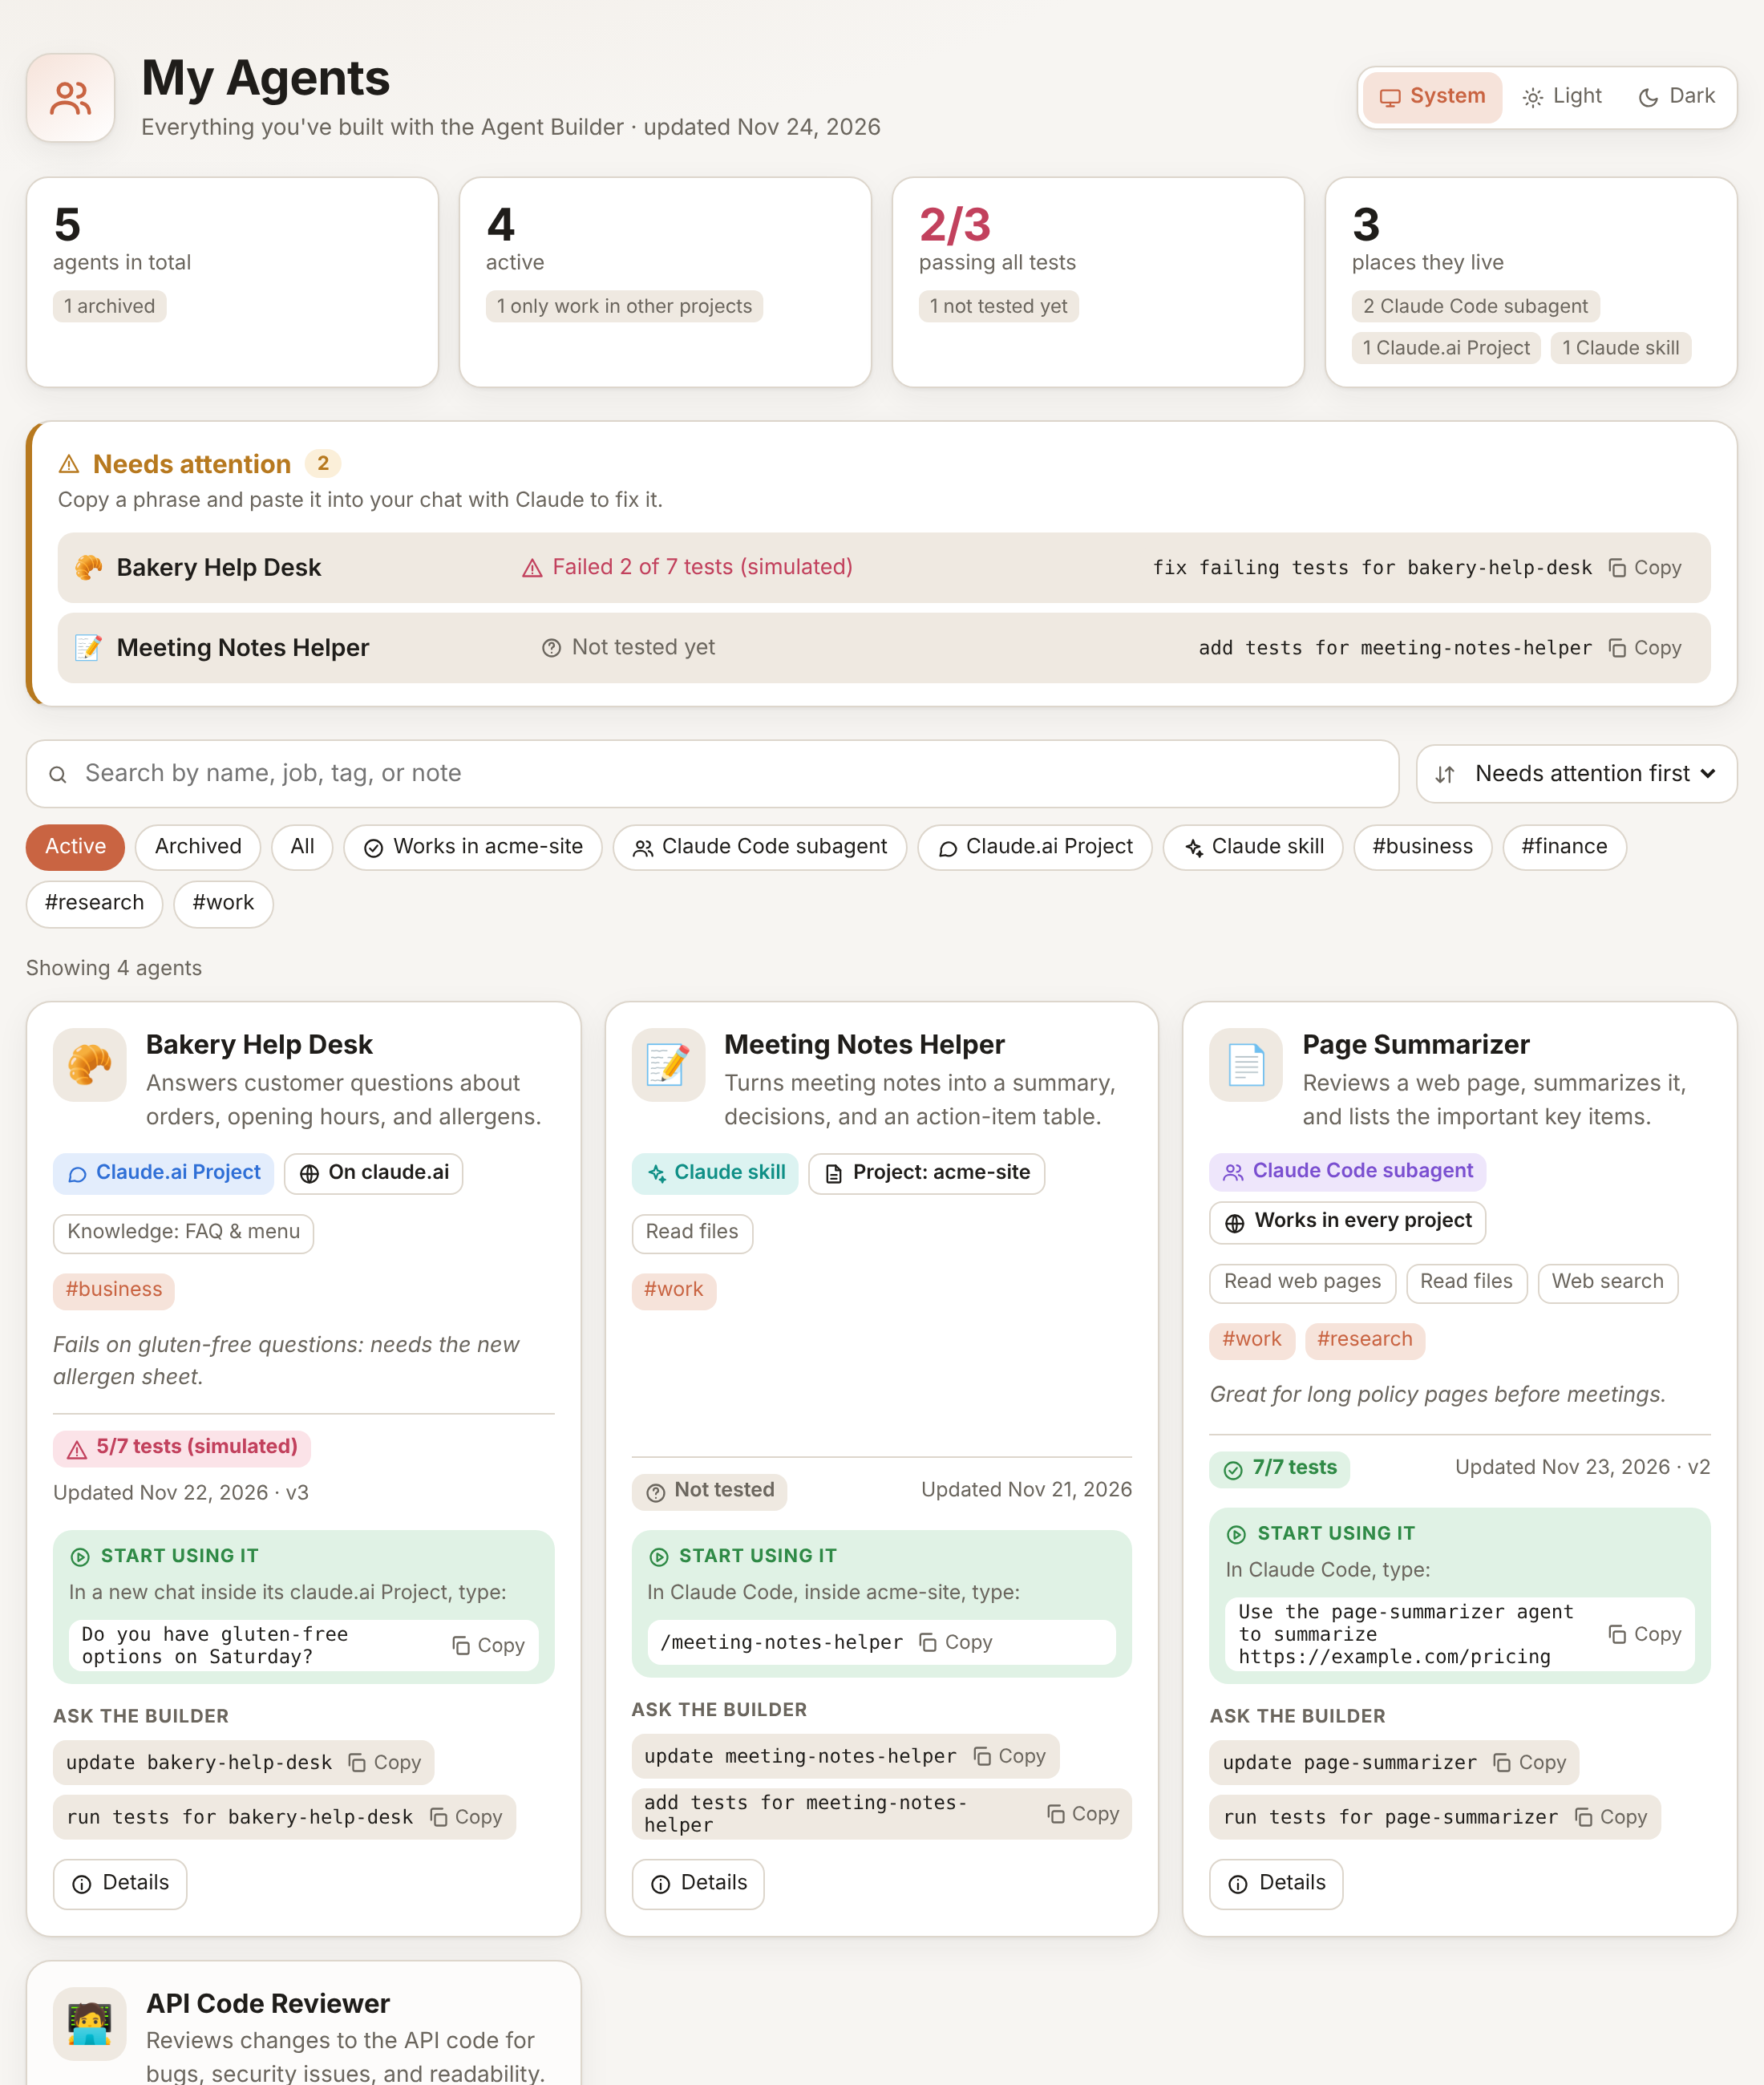 My Agents
Everything you've built with the Agent Builder · updated Nov 24, 2026
System
Light
Dark
5
agents in total
1 archived
4
active
1 only work in other projects
2/3
passing all tests
1 not tested yet
3
places they live
2 Claude Code subagent
1 Claude.ai Project
1 Claude skill
Needs attention 2
Copy a phrase and paste it into your chat with Claude to fix it.
Bakery Help Desk
Failed 2 of 7 tests (simulated)
fix failing tests for bakery-help-desk
Copy
Meeting Notes Helper
Not tested yet
add tests for meeting-notes-helper
Copy
Search by name, job, tag, or note
Needs attention first
Active
Archived
All
Works in acme-site
Claude Code subagent
Claude.ai Project
Claude skill
#business
#finance
#research
#work
Showing 4 agents
Bakery Help Desk
Answers customer questions about
orders, opening hours, and allergens.
Claude.ai Project
On claude.ai
Knowledge: FAQ & menu
#business
Fails on gluten-free questions: needs the new
allergen sheet.
5/7 tests (simulated)
Updated Nov 22, 2026 · v3
START USING IT
In a new chat inside its claude.ai Project, type:
Do you have gluten-free
options on Saturday?
Copy
ASK THE BUILDER
update bakery-help-desk
Copy
run tests for bakery-help-desk
Copy
Details
Meeting Notes Helper
Turns meeting notes into a summary,
decisions, and an action-item table.
Claude skill
Project: acme-site
Read files
#work
Not tested
Updated Nov 21, 2026
START USING IT
In Claude Code, inside acme-site, type:
/meeting-notes-helper
Copy
ASK THE BUILDER
update meeting-notes-helper
Copy
add tests for meeting-notes-
helper
Copy
Details
Page Summarizer
Reviews a web page, summarizes it,
and lists the important key items.
Claude Code subagent
Works in every project
Read web pages
Read files
Web search
#work
#research
Great for long policy pages before meetings.
7/7 tests
Updated Nov 23, 2026 · v2
START USING IT
In Claude Code, type:
Use the page-summarizer agent
to summarize
https://example.com/pricing
Copy
ASK THE BUILDER
update page-summarizer
Copy
run tests for page-summarizer
Copy
Details
API Code Reviewer
Reviews changes to the API code for
bugs, security issues, and readability.